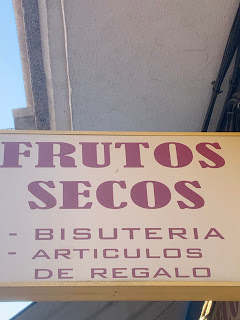 FRUTOS
SECOS
- BISUTERIA
- ARTICULOS
DE REGALO